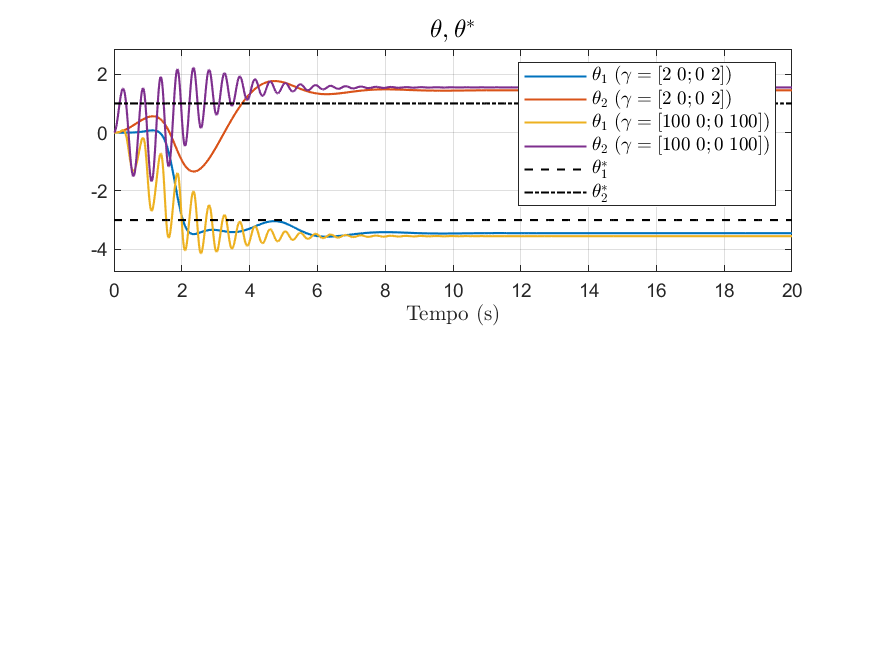 θ, θ*
2
0
-2
-4
θ₁ (γ = [2 0; 0 2])
θ₂ (γ = [2 0; 0 2])
θ₁ (γ = [100 0; 0 100])
θ₂ (γ = [100 0; 0 100])
θ₁*
θ₂*
0 2 4 6 8 10 12 14 16 18 20
Tempo (s)